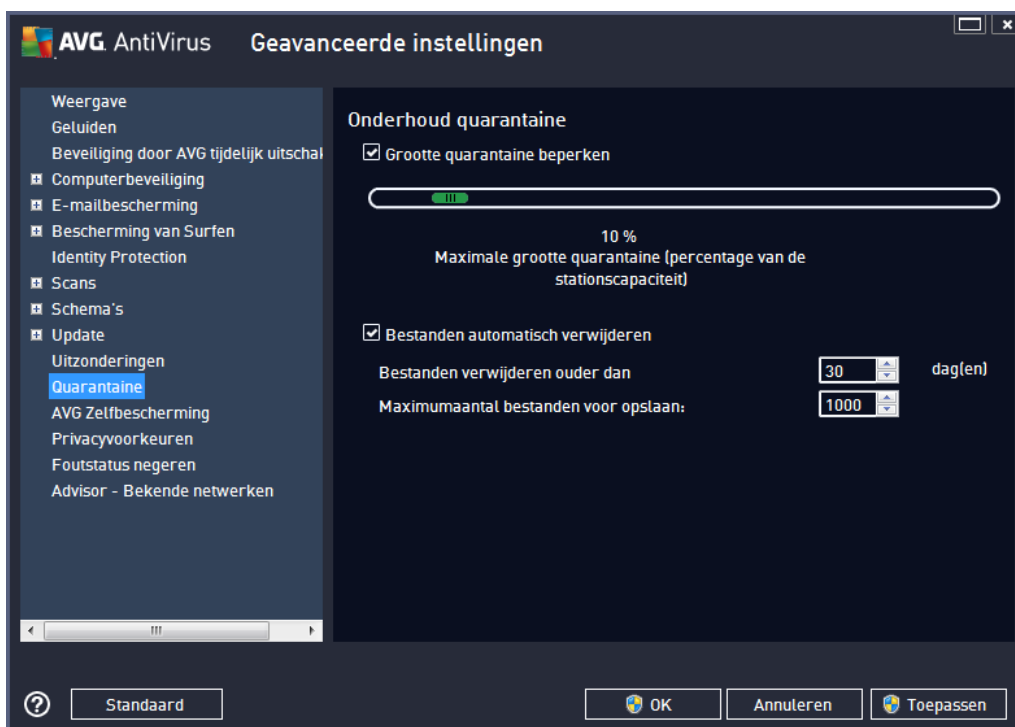 AVG. AntiVirus Geavanceerde instellingen
Weergave
Geluiden
Beveiliging door AVG tijdelijk uitschal
Computerbeveiliging
E-mailbescherming
Bescherming van Surfen
Identity Protection
Scans
Schema's
Update
Uitzonderingen
Quarantaine
AVG Zelfbescherming
Privacyvoorkeuren
Foutstatus negeren
Advisor - Bekende netwerken
Onderhoud quarantaine
Grootte quarantaine beperken
10 %
Maximale grootte quarantaine (percentage van de
stationscapaciteit)
Bestanden automatisch verwijderen
Bestanden verwijderen ouder dan 30 dag(en)
Maximumaantal bestanden voor opslaan: 1000
? Standaard OK Annuleren Toepassen